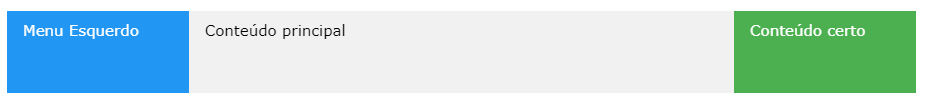 Menu Esquerdo
Conteúdo principal
Conteúdo certo